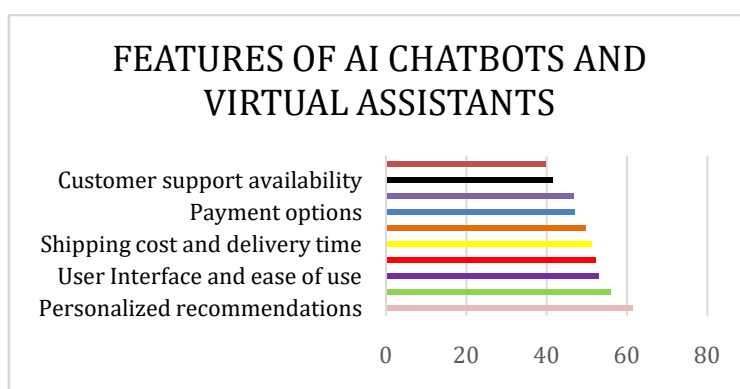 FEATURES OF AI CHATBOTS AND
VIRTUAL ASSISTANTS
Customer support availability
Payment options
Shipping cost and delivery time
User Interface and ease of use
Personalized recommendations
0 20 40 60 80